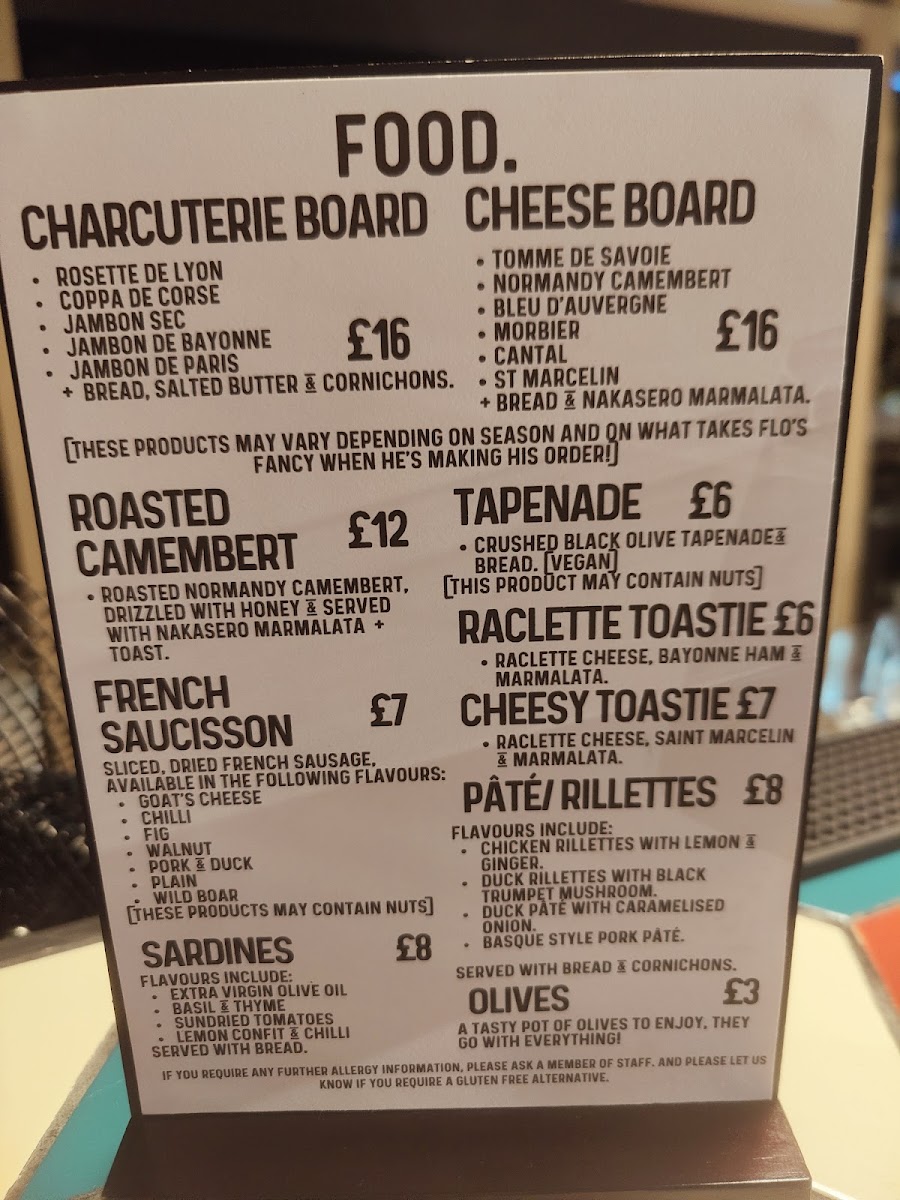 FOOD.
CHARCUTERIE BOARD
• ROSETTE DE LYON
• COPPA DE CORSE
• JAMBON SEC
• JAMBON DE BAYONNE
• JAMBON DE PARIS
+ BREAD, SALTED BUTTER & CORNICHONS.
£16
CHEESE BOARD
• TOMME DE SAVOIE
• NORMANDY CAMEMBERT
• BLEU D'AUVERGNE
• MORBIER
• CANTAL
• ST MARCELIN
+ BREAD & NAKASERO MARMALATA.
£16
[THESE PRODUCTS MAY VARY DEPENDING ON SEASON AND ON WHAT TAKES FLO'S
FANCY WHEN HE'S MAKING HIS ORDER!]
ROASTED
CAMEMBERT
£12
• ROASTED NORMANDY CAMEMBERT,
DRIZZLED WITH HONEY & SERVED
WITH NAKASERO MARMALATA +
TOAST.
FRENCH
SAUCISSON
£7
SLICED, DRIED FRENCH SAUSAGE,
AVAILABLE IN THE FOLLOWING FLAVOURS:
• GOAT'S CHEESE
• CHILLI
• FIG
• WALNUT
• PORK & DUCK
• PLAIN
• WILD BOAR
[THESE PRODUCTS MAY CONTAIN NUTS]
SARDINES £8
FLAVOURS INCLUDE:
• EXTRA VIRGIN OLIVE OIL
• BASIL & THYME
• SUNDRIED TOMATOES
• LEMON CONFIT & CHILLI
SERVED WITH BREAD.
TAPENADE £6
• CRUSHED BLACK OLIVE TAPENADE&
BREAD. [VEGAN]
[THIS PRODUCT MAY CONTAIN NUTS]
RACLETTE TOASTIE £6
• RACLETTE CHEESE, BAYONNE HAM &
MARMALATA.
CHEESY TOASTIE £7
• RACLETTE CHEESE, SAINT MARCELIN
& MARMALATA.
PÂTÉ/ RILLETTES £8
FLAVOURS INCLUDE:
• CHICKEN RILLETTES WITH LEMON &
GINGER.
• DUCK RILLETTES WITH BLACK
TRUMPET MUSHROOM.
• DUCK PÂTÉ WITH CARAMELISED
ONION.
• BASQUE STYLE PORK PÂTÉ.
SERVED WITH BREAD & CORNICHONS.
OLIVES £3
A TASTY POT OF OLIVES TO ENJOY, THEY
GO WITH EVERYTHING!
IF YOU REQUIRE ANY FURTHER ALLERGY INFORMATION, PLEASE ASK A MEMBER OF STAFF. AND PLEASE LET US
KNOW IF YOU REQUIRE A GLUTEN FREE ALTERNATIVE.